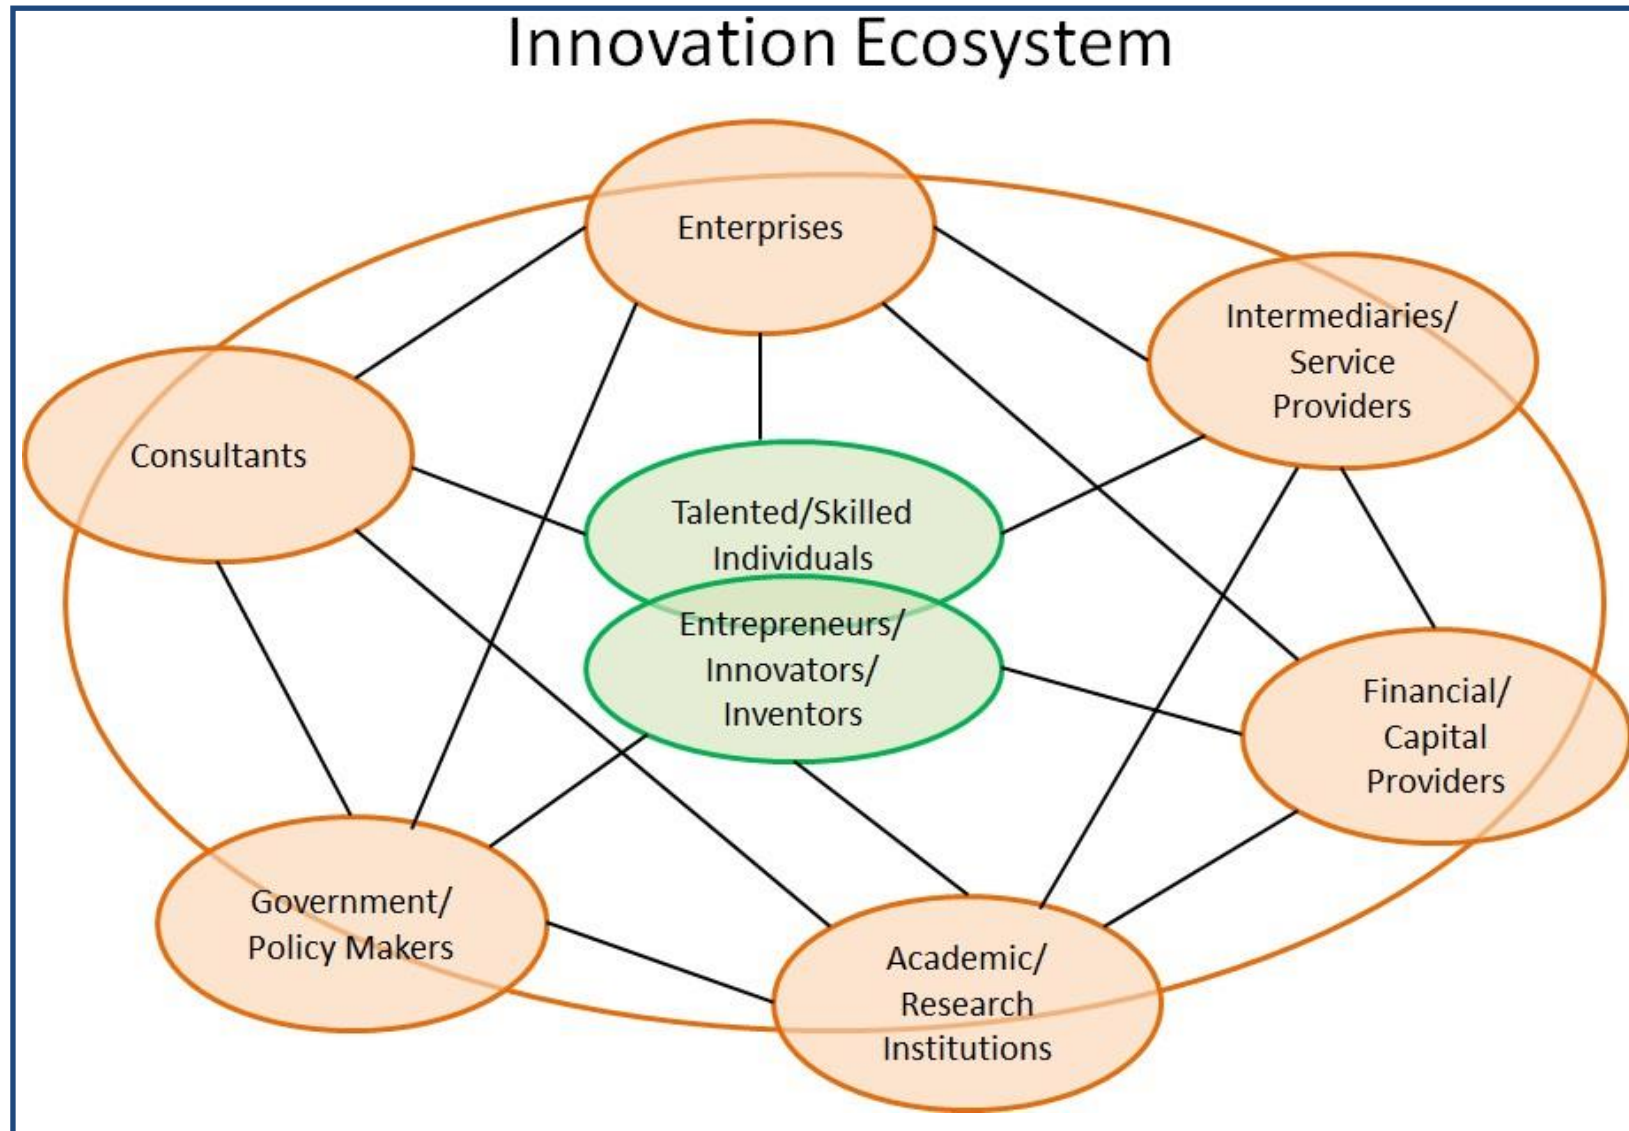 Innovation Ecosystem
Enterprises
Intermediaries/
Service
Providers
Consultants
Talented/Skilled
Individuals
Entrepreneurs/
Innovators/
Inventors
Financial/
Capital
Providers
Government/
Policy Makers
Academic/
Research
Institutions